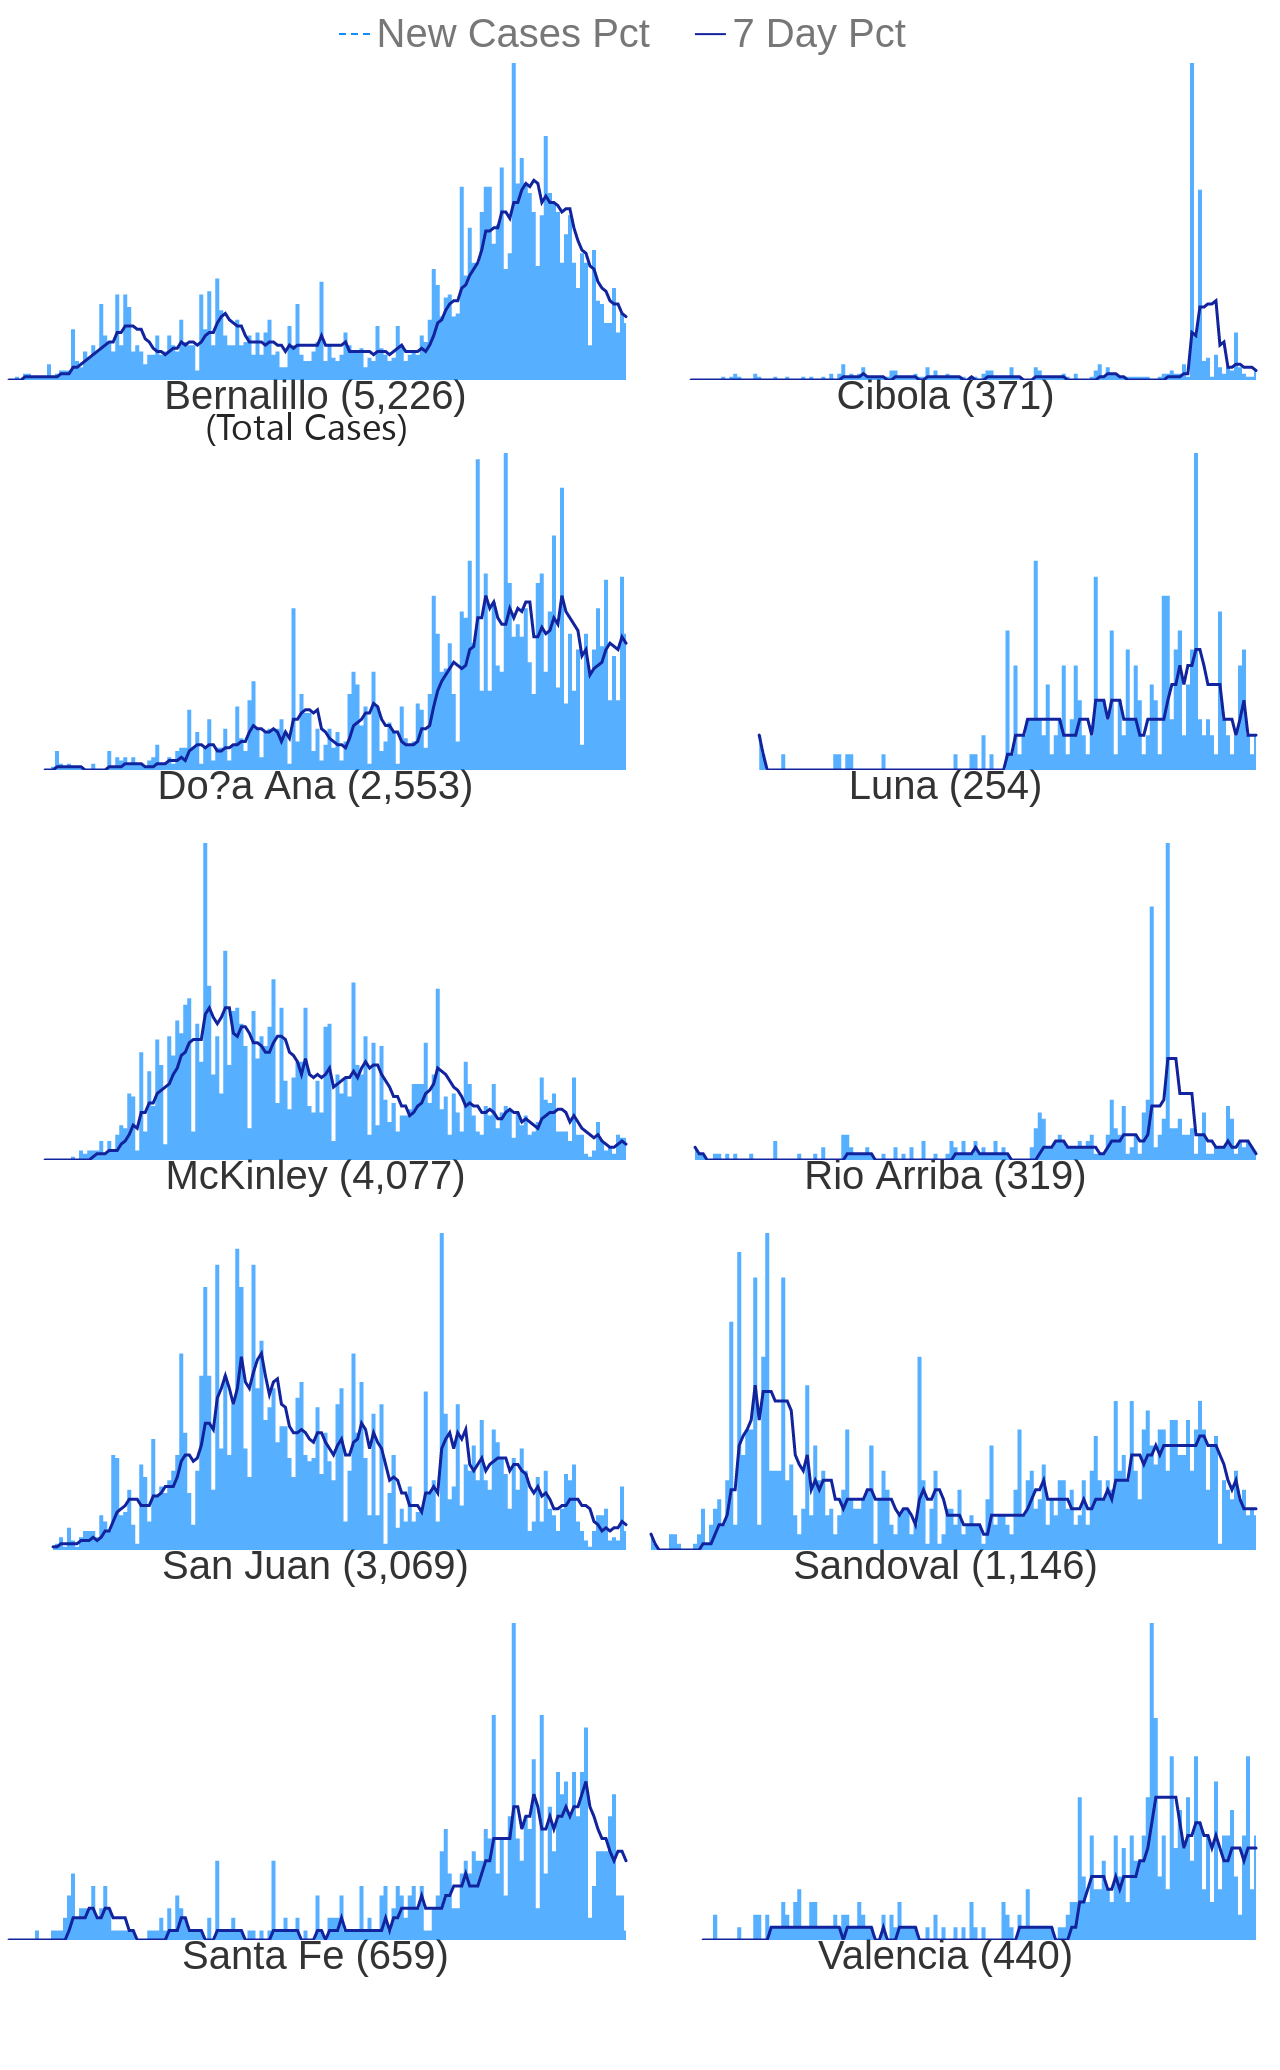 New Cases Pct 7 Day Pct
Bernalillo (5,226) Cibola (371)
(Total Cases)
Do?a Ana (2,553) Luna (254)
McKinley (4,077) Rio Arriba (319)
San Juan (3,069) Sandoval (1,146)
Santa Fe (659) Valencia (440)